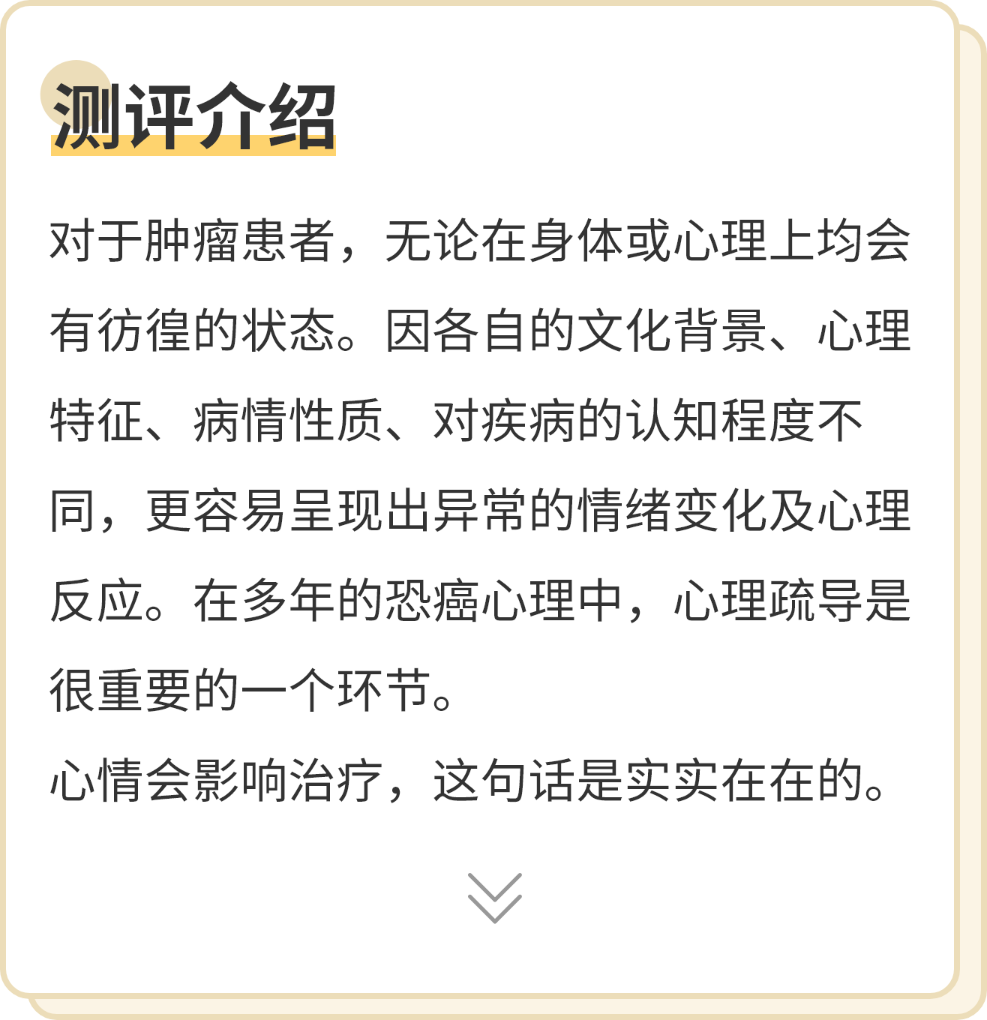 测评介绍
对于肿瘤患者，无论在身体或心理上均会
有彷徨的状态。因各自的文化背景、心理
特征、病情性质、对疾病的认知程度不
同，更容易呈现出异常的情绪变化及心理
反应。在多年的恐癌心理中，心理疏导是
很重要的一个环节。
心情会影响治疗，这句话是实实在在的。